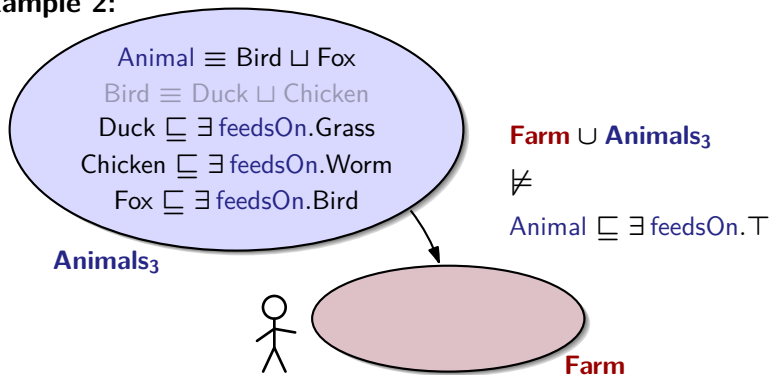 ample 2:
Animal ≡ Bird ⊔ Fox
Bird ≡ Duck ⊔ Chicken
Duck ⊑ ∃ feedsOn.Grass
Chicken ⊑ ∃ feedsOn.Worm
Fox ⊑ ∃ feedsOn.Bird
Animals₃
Farm ∪ Animals₃
⊭
Animal ⊑ ∃ feedsOn.⊤
Farm